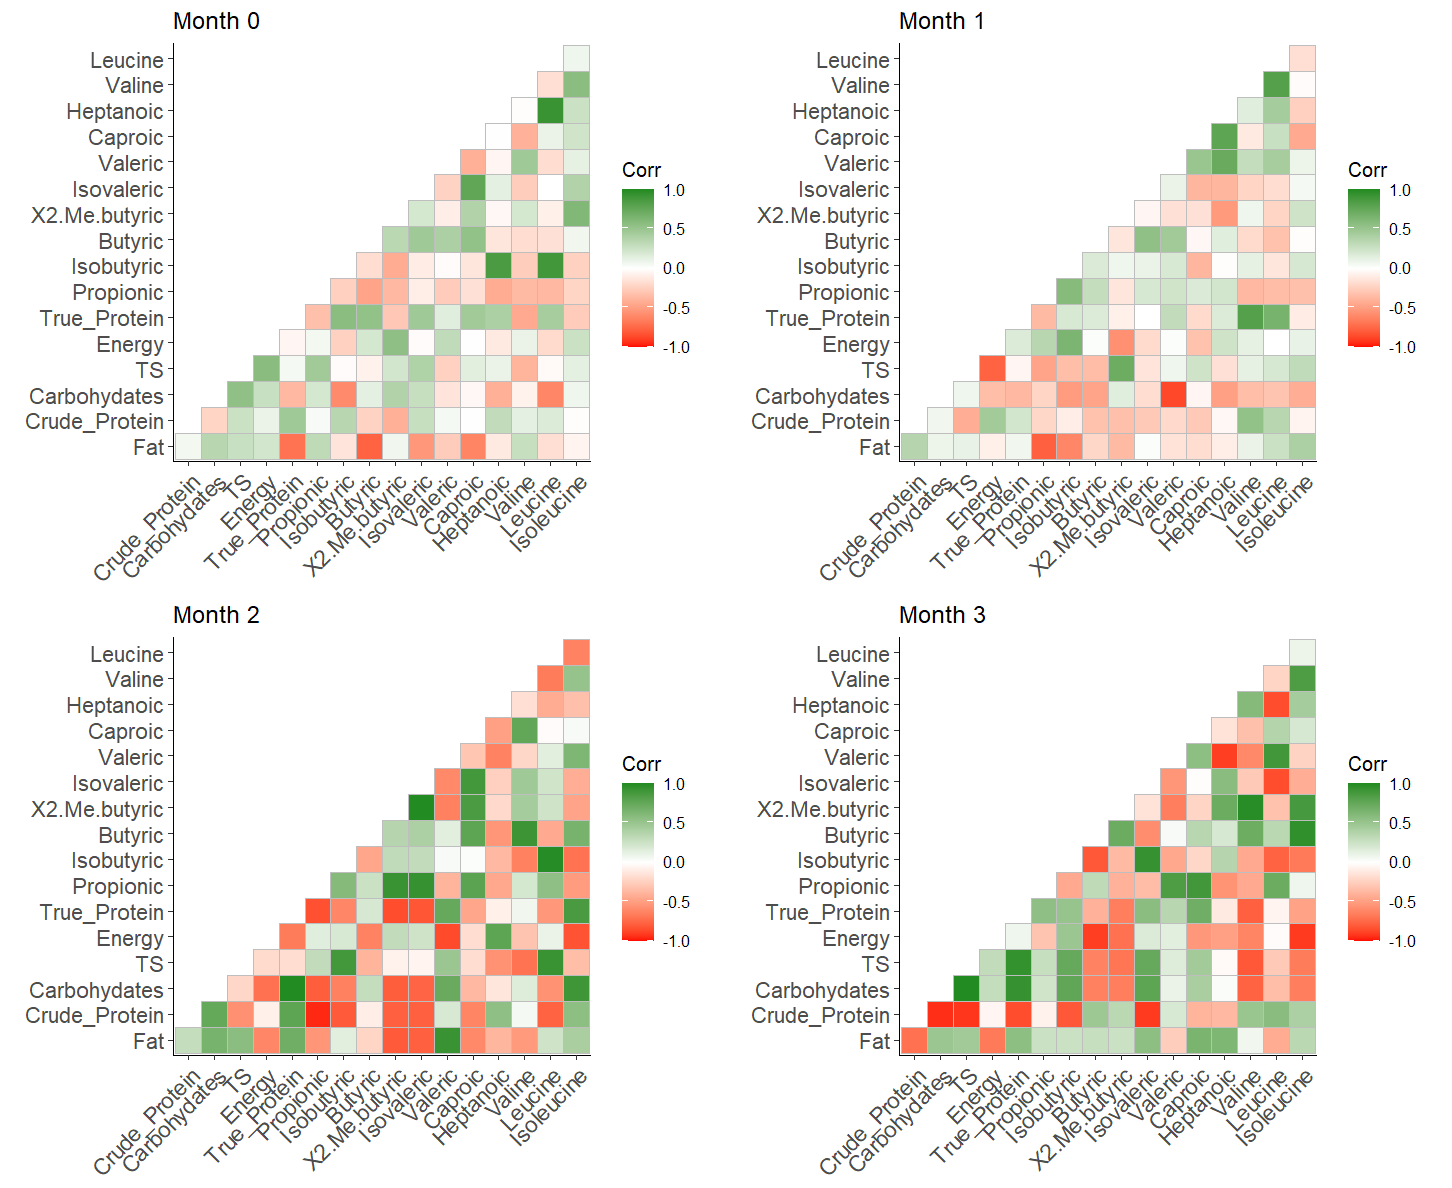 Month 0
Leucine
Valine
Heptanoic
Caproic
Valeric
Isovaleric
X2.Me.butyric
Butyric
Isobutyric
Propionic
True_Protein
Energy
TS
Carbohydrates
Crude_Protein
Fat
Crude_Protein
Carbohydrates
TS
Energy
True_Protein
Propionic
Isobutyric
Butyric
X2.Me.butyric
Isovaleric
Valeric
Caproic
Heptanoic
Valine
Leucine
Isoleucine
Corr
1.0
0.5
0.0
-0.5
-1.0
Month 1
Leucine
Valine
Heptanoic
Caproic
Valeric
Isovaleric
X2.Me.butyric
Butyric
Isobutyric
Propionic
True_Protein
Energy
TS
Carbohydrates
Crude_Protein
Fat
Crude_Protein
Carbohydrates
TS
Energy
True_Protein
Propionic
Isobutyric
Butyric
X2.Me.butyric
Isovaleric
Valeric
Caproic
Heptanoic
Valine
Leucine
Isoleucine
Corr
1.0
0.5
0.0
-0.5
-1.0
Month 2
Leucine
Valine
Heptanoic
Caproic
Valeric
Isovaleric
X2.Me.butyric
Butyric
Isobutyric
Propionic
True_Protein
Energy
TS
Carbohydrates
Crude_Protein
Fat
Crude_Protein
Carbohydrates
TS
Energy
True_Protein
Propionic
Isobutyric
Butyric
X2.Me.butyric
Isovaleric
Valeric
Caproic
Heptanoic
Valine
Leucine
Isoleucine
Corr
1.0
0.5
0.0
-0.5
-1.0
Month 3
Leucine
Valine
Heptanoic
Caproic
Valeric
Isovaleric
X2.Me.butyric
Butyric
Isobutyric
Propionic
True_Protein
Energy
TS
Carbohydrates
Crude_Protein
Fat
Crude_Protein
Carbohydrates
TS
Energy
True_Protein
Propionic
Isobutyric
Butyric
X2.Me.butyric
Isovaleric
Valeric
Caproic
Heptanoic
Valine
Leucine
Isoleucine
Corr
1.0
0.5
0.0
-0.5
-1.0